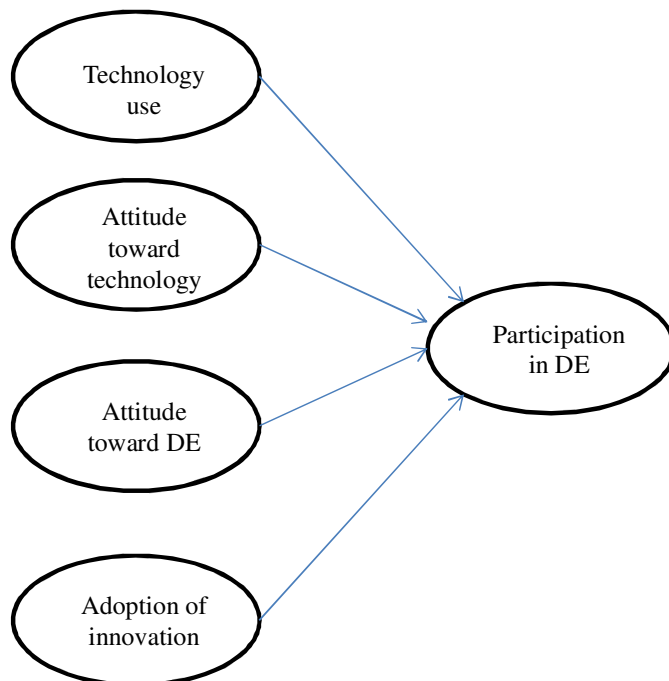 Technology
use
Attitude
toward
technology
Participation
in DE
Attitude
toward DE
Adoption of
innovation